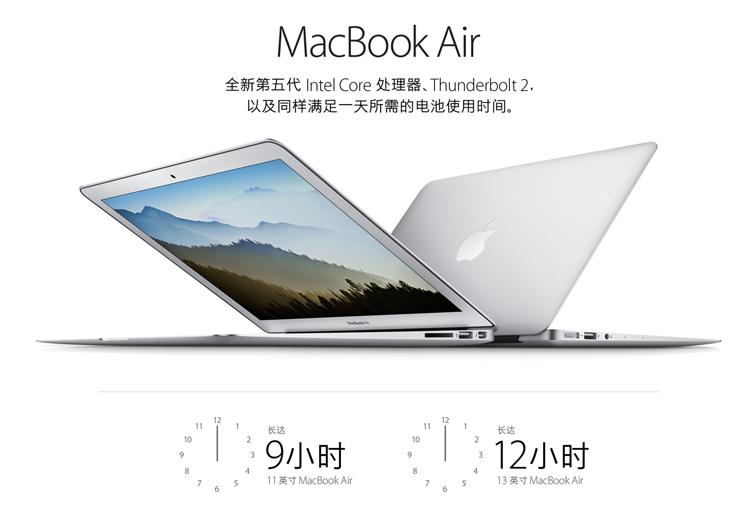 MacBook Air
全新第五代 Intel Core 处理器、Thunderbolt 2，
以及同样满足一天所需的电池使用时间。
MacBook Air
12
11 1
10 2
9 3
8 4
7 5
6
长达
9小时
11 英寸 MacBook Air
12
11 1
10 2
9 3
8 4
7 5
6
长达
12小时
13 英寸 MacBook Air